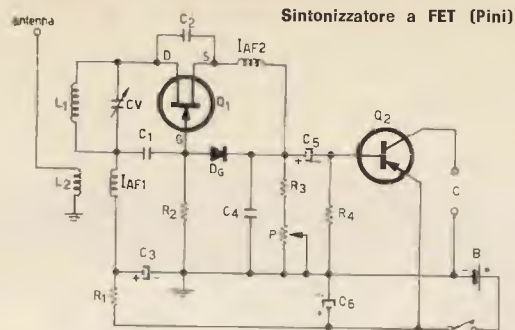 Sintonizzatore a FET (Pini)
antenna
C2
D
S
IAF2
L1
CV
Q1
C1
G
DG
C5
+
Q2
L2
IAF1
R2
C4
R3
R4
C
P
C3
+
-
B
- +
R1
C6
+